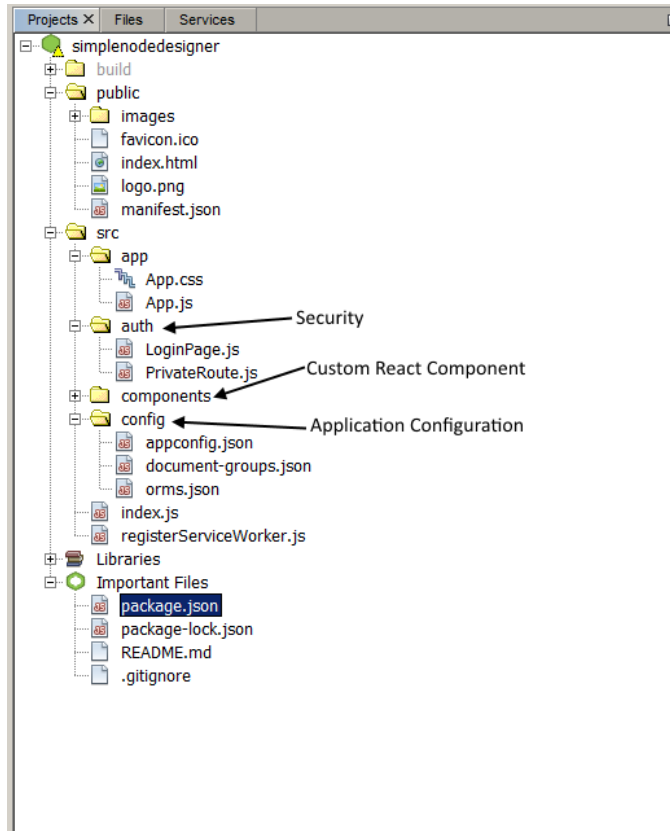 Projects X Files Services
simplenodedesigner
build
public
images
favicon.ico
index.html
logo.png
manifest.json
src
app
App.css
App.js
auth
Security
LoginPage.js
PrivateRoute.js
Custom React Component
components
config
Application Configuration
appconfig.json
document-groups.json
orms.json
index.js
registerServiceWorker.js
Libraries
Important Files
package.json
package-lock.json
README.md
.gitignore